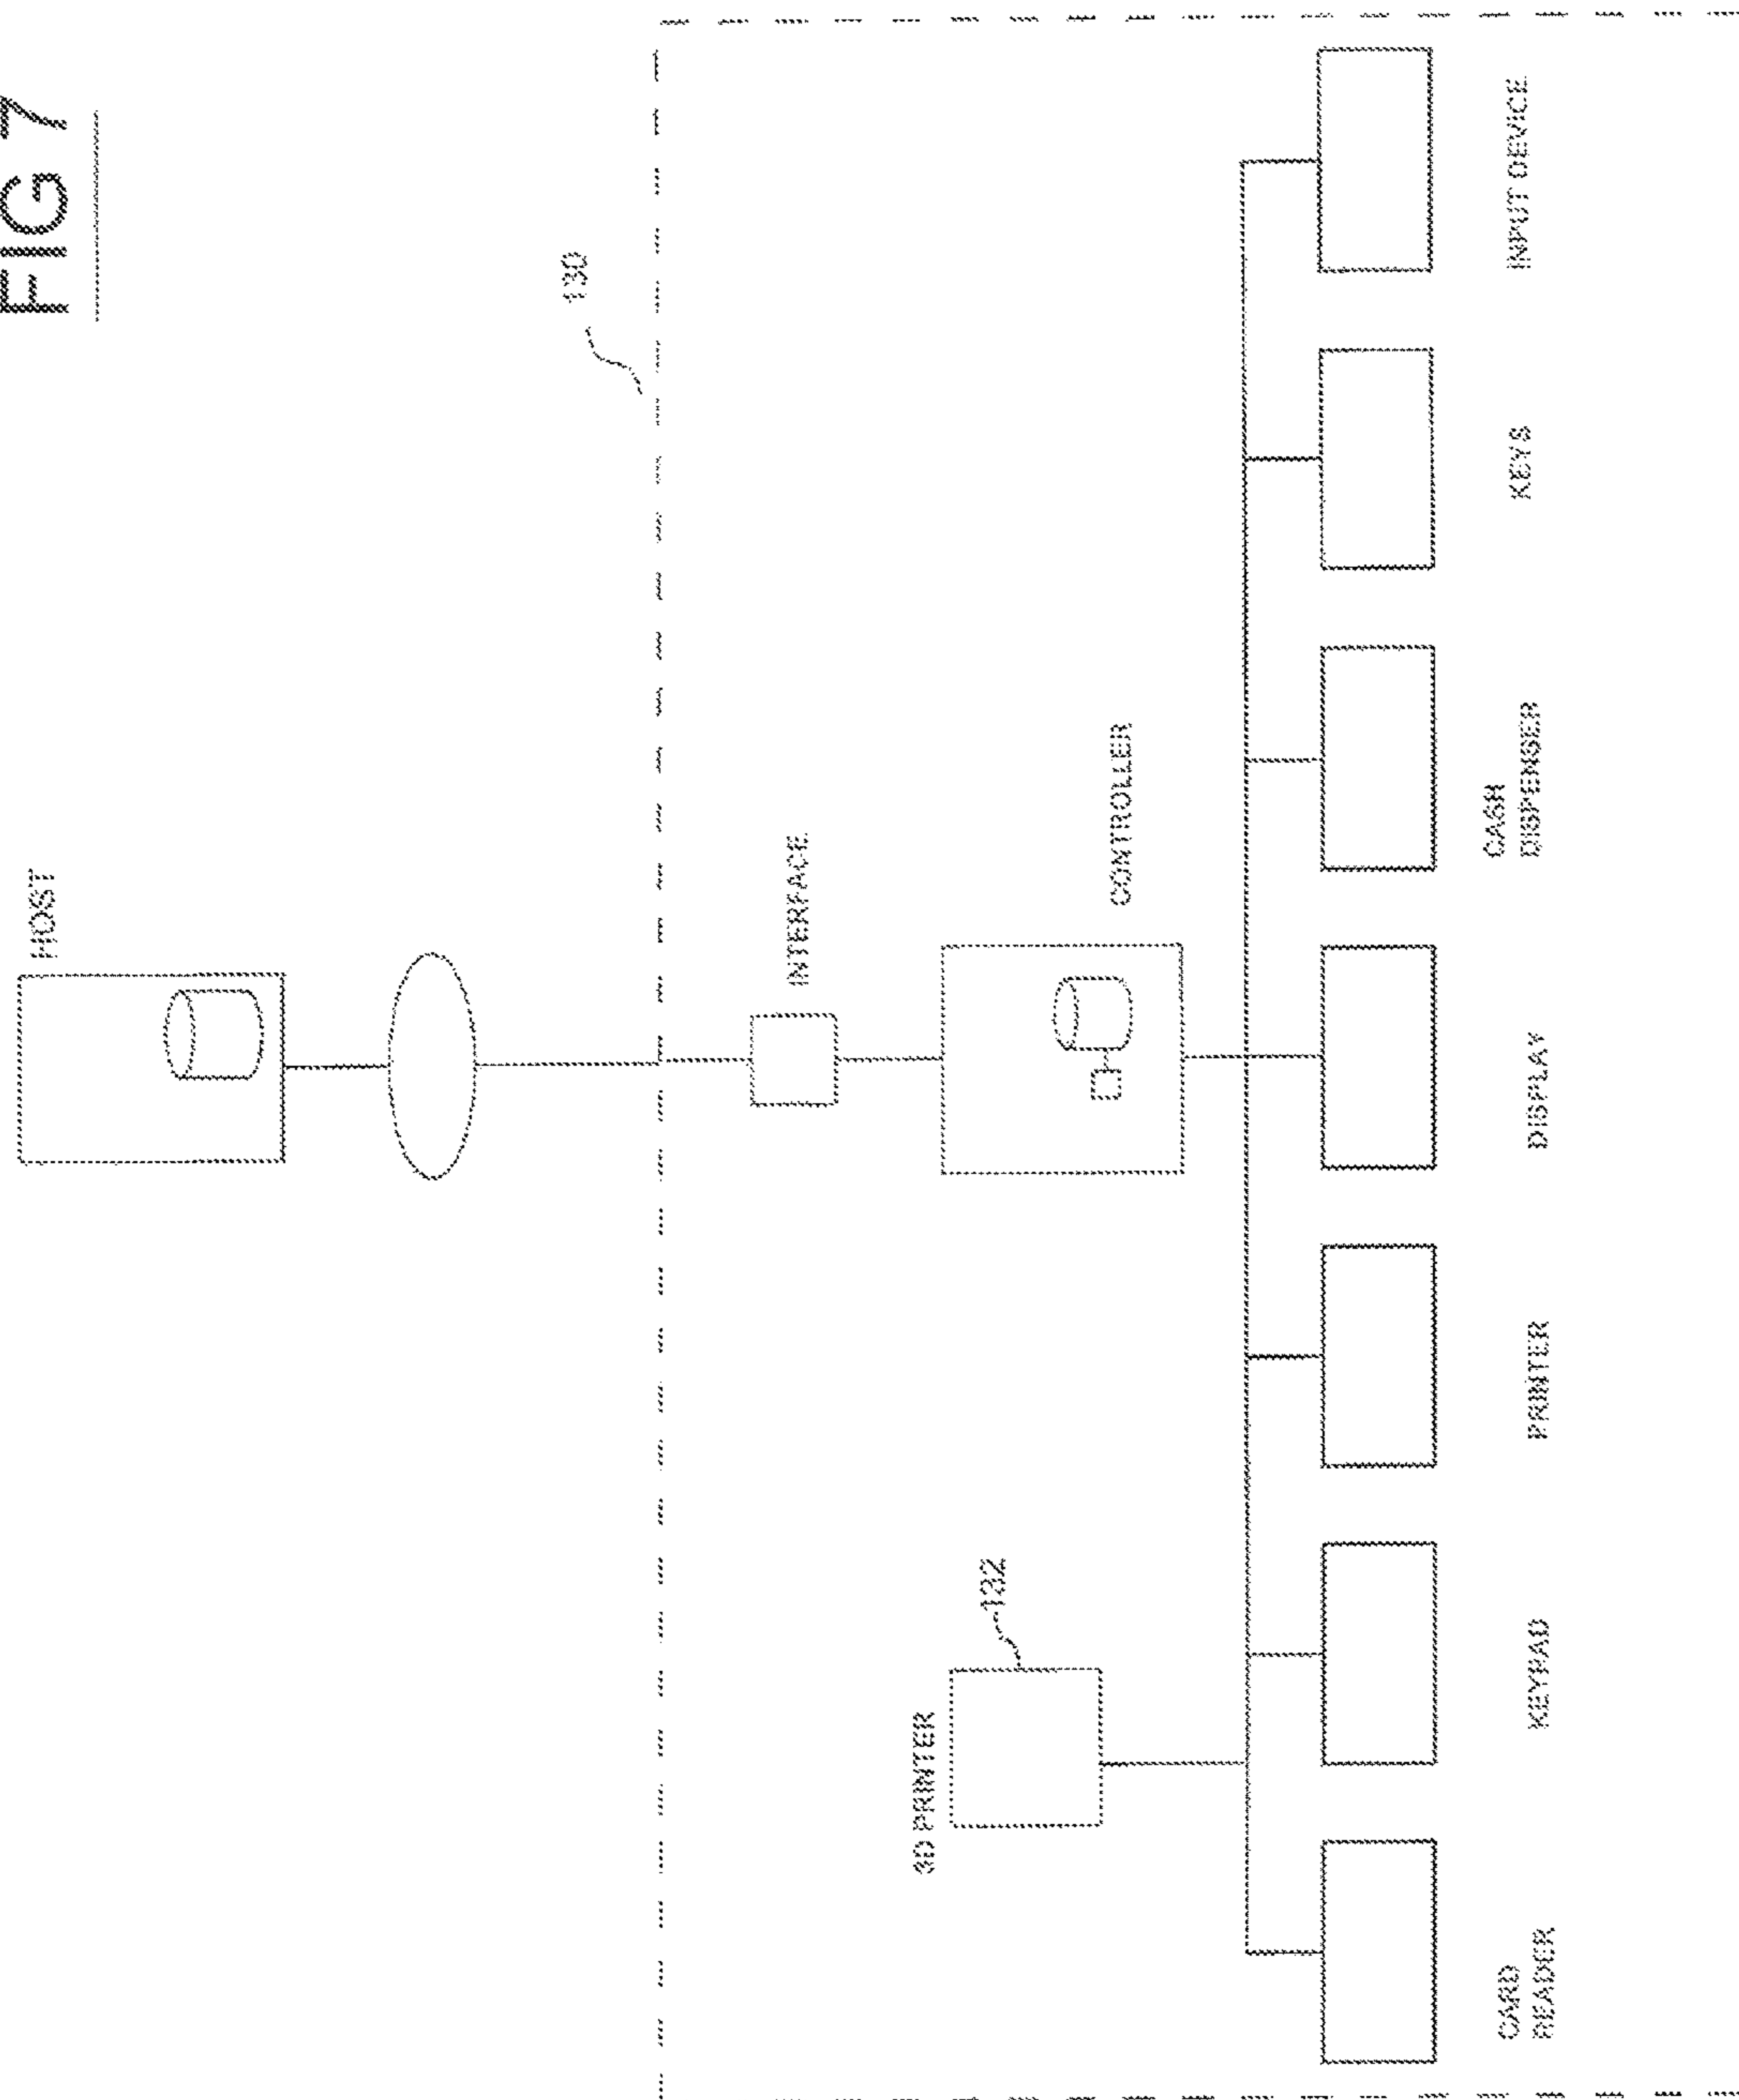 FIG 7
HOST
130
INTERFACE
CONTROLLER
3D PRINTER
132
CARD
READER
KEYPAD
PRINTER
DISPLAY
CASH
DISPENSER
KEYS
INPUT DEVICE